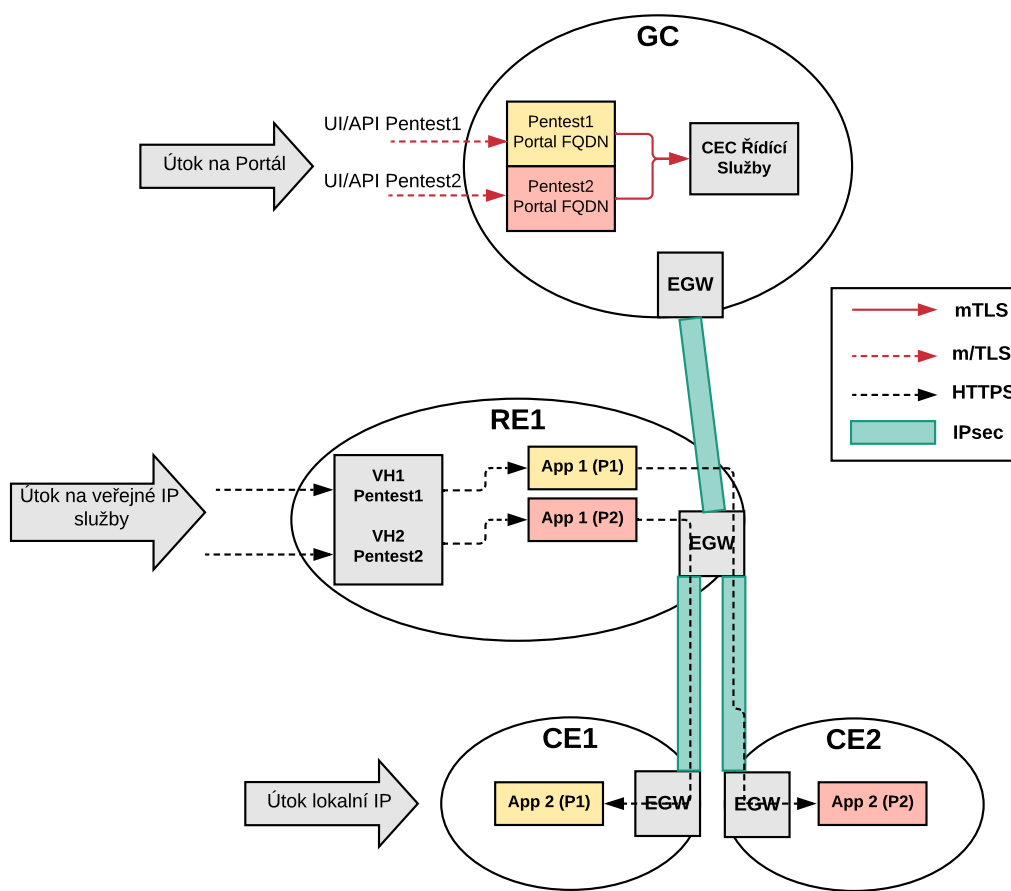 GC
UI/API Pentest1
Pentest1
Portal FQDN
CEC Řídící
Služby
Útok na Portál
UI/API Pentest2
Pentest2
Portal FQDN
EGW
mTLS
m/TLS
HTTPS
IPsec
RE1
VH1
Pentest1
VH2
Pentest2
App 1 (P1)
App 1 (P2)
Útok na veřejné IP
služby
EGW
CE1
CE2
Útok lokalní IP
App 2 (P1)
EGW
EGW
App 2 (P2)